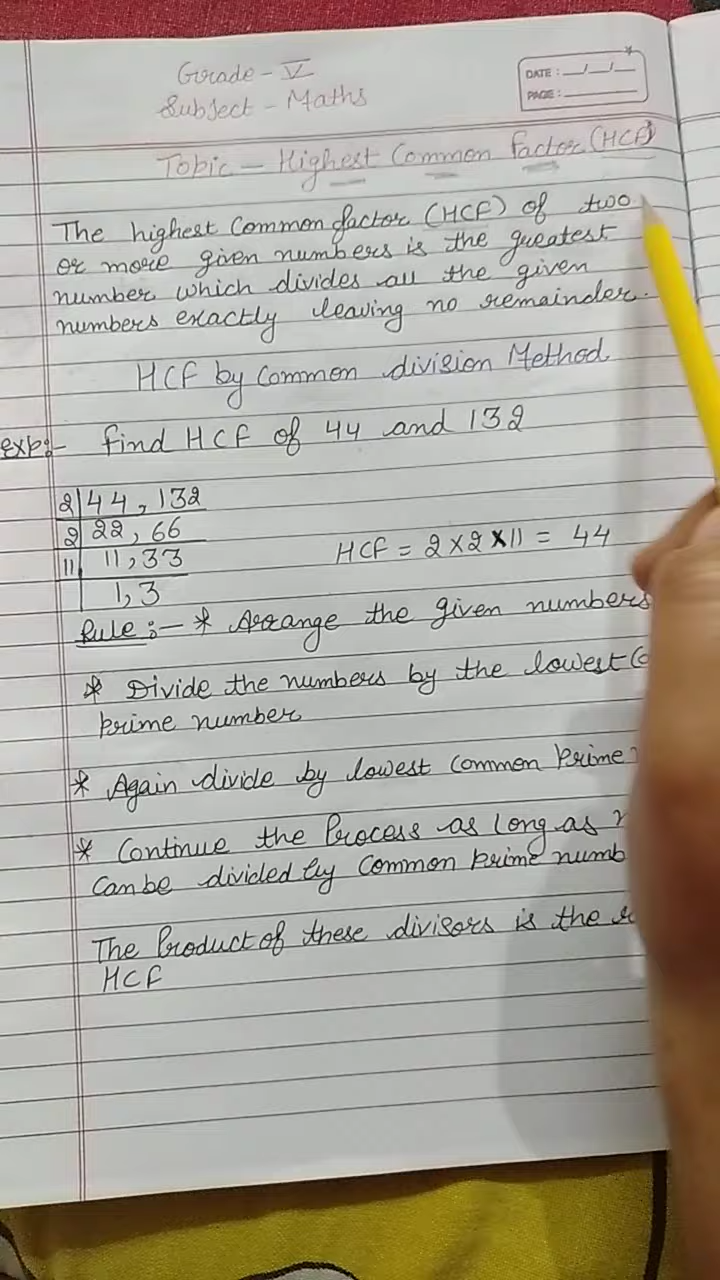 Grade - V
Subject - Maths
DATE : __/__/__
PAGE : ______
Topic - Highest Common Factor (HCF)
The highest Common factor (HCF) of two
or more given numbers is the greatest
number which divides all the given
numbers exactly leaving no remainder.
HCF by Common division Method
exp:- find HCF of 44 and 132
2|44, 132
2|22, 66
11|11, 33
1, 3
HCF = 2×2×11 = 44
Rule :- * Arrange the given numbers
* Divide the numbers by the lowest
prime number
* Again divide by lowest Common prime
* Continue the Process as long as
can be divided by Common prime numb
The Product of these divisors is the
HCF